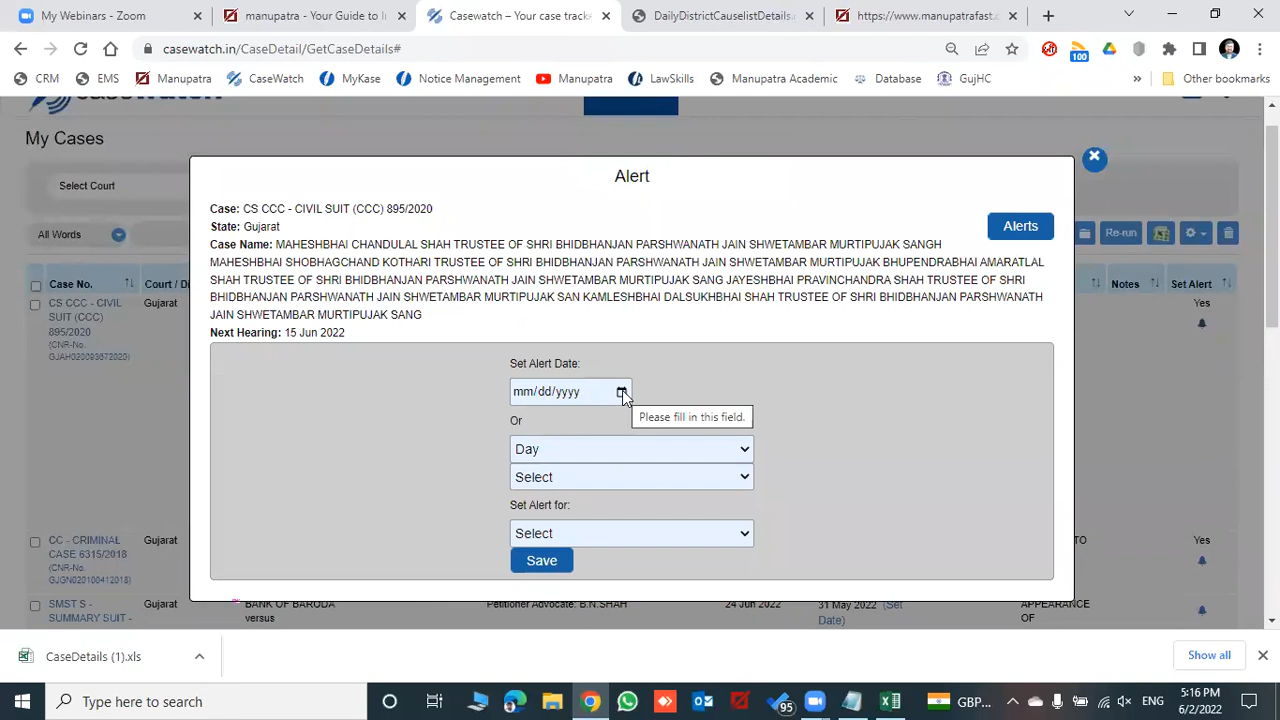 My Webinars - Zoom
manupatra - Your Guide to I
Casewatch - Your case track
DailyDistrictCauselistDetails.
https://www.manupatrafast.
casewatch.in/CaseDetail/GetCaseDetails#
100
CRM
EMS
Manupatra
CaseWatch
MyKase
Notice Management
Manupatra
LawSkills
Manupatra Academic
Database
GujHC
»
Other bookmarks
My Cases
Select Court
All Words
Re-run
Case No.
Court / Di
Notes
Set Alert
CS CCC - CIVIL
SUIT (CCC)
895/2020
(CNR-No.
GJAH020093672020)
Gujarat
Yes
Alert
Case: CS CCC - CIVIL SUIT (CCC) 895/2020
State: Gujarat
Alerts
Case Name: MAHESHBHAI CHANDULAL SHAH TRUSTEE OF SHRI BHIDBHANJAN PARSHWANATH JAIN SHWETAMBAR MURTIPUJAK SANGH
MAHESHBHAI SHOBHAGCHAND KOTHARI TRUSTEE OF SHRI BHIDBHANJAN PARSHWANATH JAIN SHWETAMBAR MURTIPUJAK BHUPENDRABHAI AMARATLAL
SHAH TRUSTEE OF SHRI BHIDBHANJAN PARSHWANATH JAIN SHWETAMBAR MURTIPUJAK SANG JAYESHBHAI PRAVINCHANDRA SHAH TRUSTEE OF SHRI
BHIDBHANJAN PARSHWANATH JAIN SHWETAMBAR MURTIPUJAK SAN KAMLESHBHAI DALSUKHBHAI SHAH TRUSTEE OF SHRI BHIDBHANJAN PARSHWANATH
JAIN SHWETAMBAR MURTIPUJAK SANG
Next Hearing: 15 Jun 2022
Set Alert Date:
mm/dd/yyyy
Please fill in this field.
Or
Day
Select
Set Alert for:
Select
Save
CC - CRIMINAL
CASE 6315/2018
(CNR-No.
GJGN020100412018)
Gujarat
TO
Yes
SMST S -
SUMMARY SUIT -
Gujarat
BANK OF BARODA
versus
Petitioner Advocate: B.N.SHAH
24 Jun 2022
31 May 2022 (Set
Date)
APPEARANCE
OF
Yes
CaseDetails (1).xls
Show all
Type here to search
95
GBP...
ENG
5:16 PM
6/2/2022